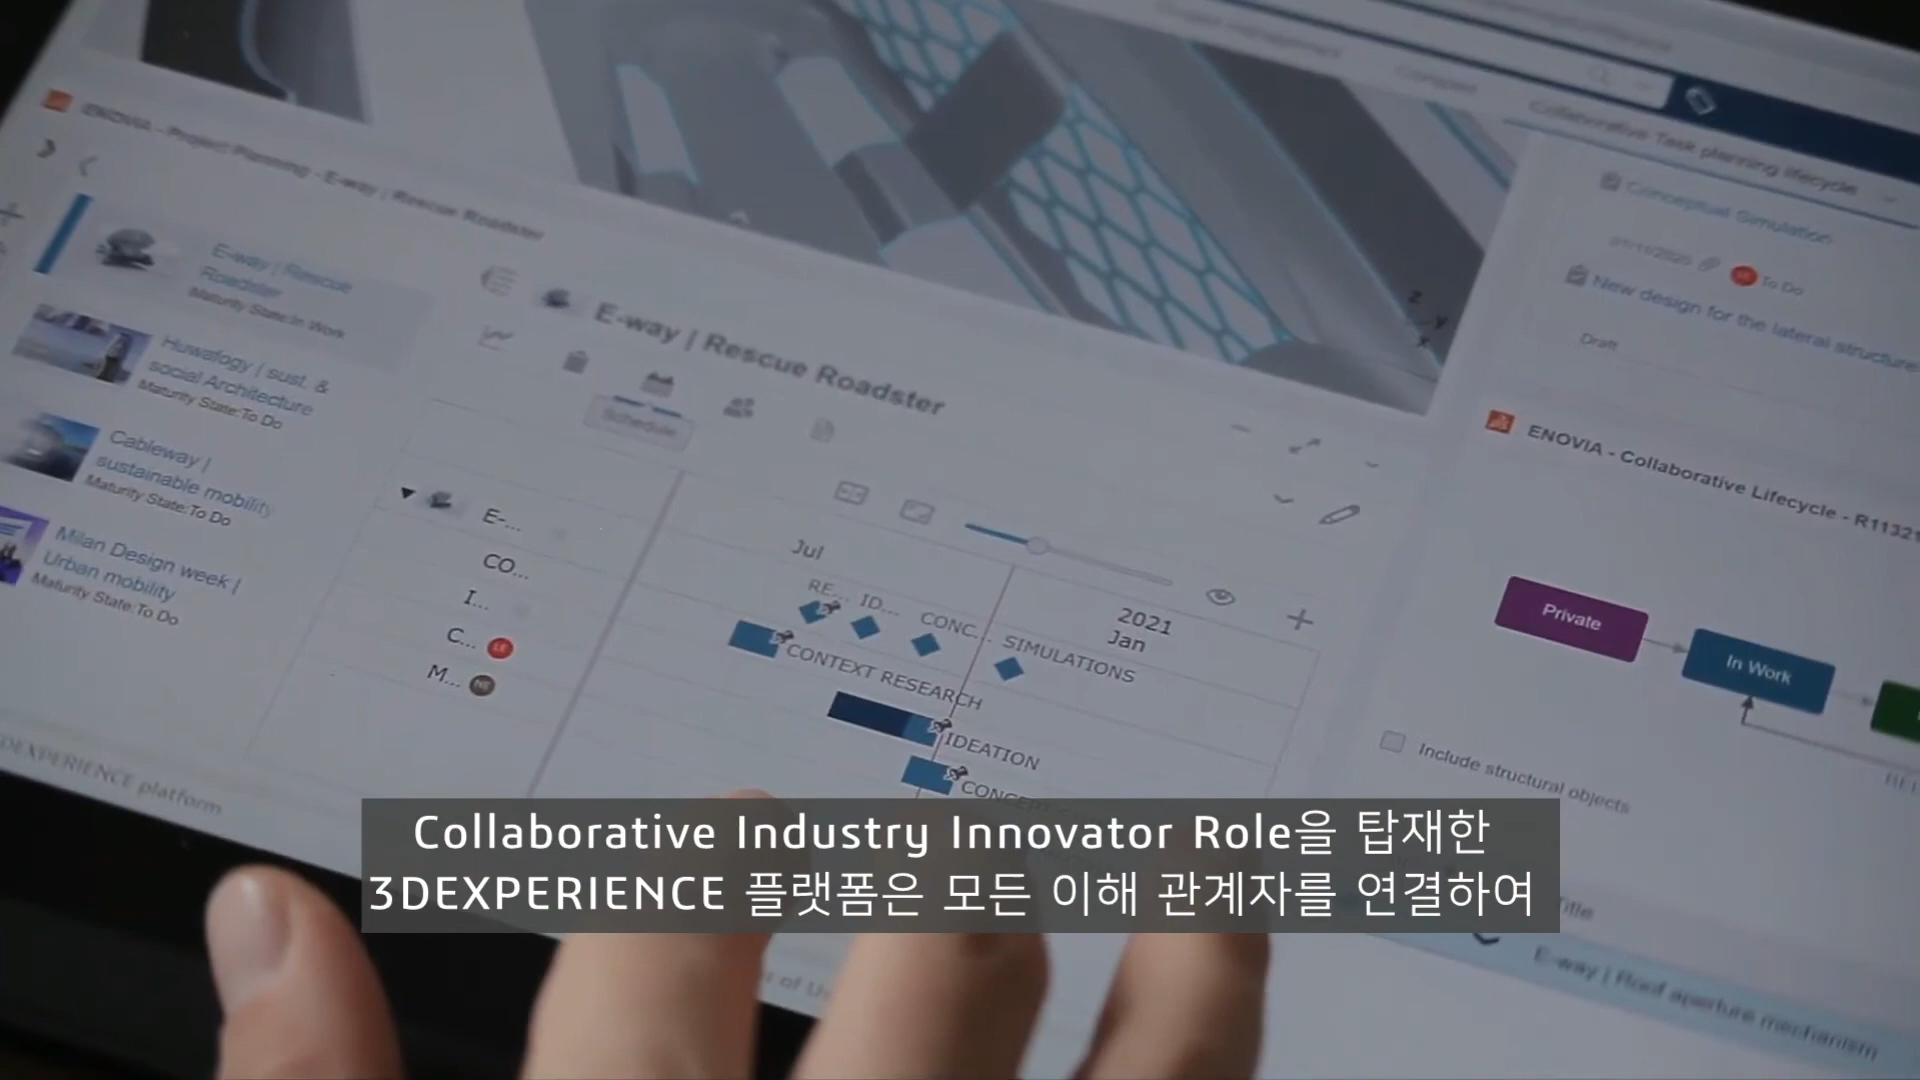 Collaborative Task planning lifecycle
Conceptual Simulation
To Do
New design for the lateral structure
Draft
ENOVIA - Project Planning - E-way | Rescue Roadster
E-way | Rescue
Roadster
Maturity State:In Work
Huwafogy | sust. &
social Architecture
Maturity State:To Do
Cableway |
sustainable mobility
Maturity State:To Do
Milan Design week |
Urban mobility
Maturity State:To Do
E-way | Rescue Roadster
Schedule
E-...
CO...
I...
C...
M...
Jul
2021
Jan
RE... ID... CONC... SIMULATIONS
CONTEXT RESEARCH
IDEATION
CONCEPT
ENOVIA - Collaborative Lifecycle - R11321
Private
In Work
Include structural objects
3DEXPERIENCE platform
Collaborative Industry Innovator Role을 탑재한
3DEXPERIENCE 플랫폼은 모든 이해 관계자를 연결하여
Title
E-way | Roof aperture mechanism